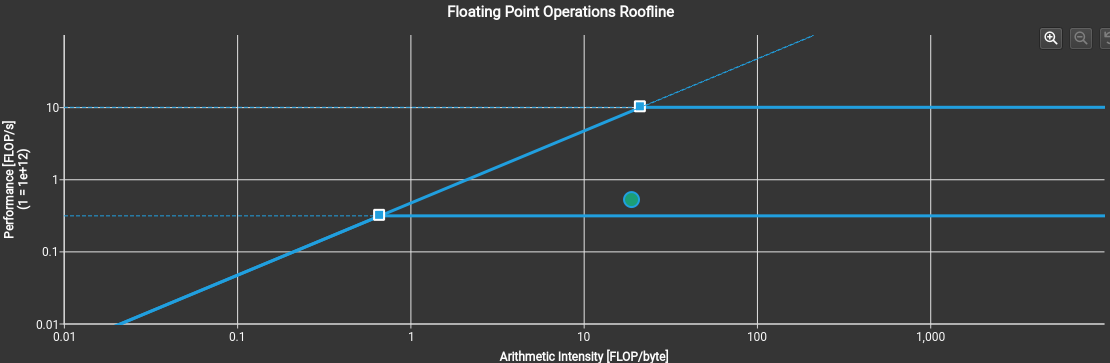 Floating Point Operations Roofline
Performance [FLOP/s]
(1 = 1e+12)
10
1
0.1
0.01
0.01
0.1
1
10
100
1,000
Arithmetic Intensity [FLOP/byte]